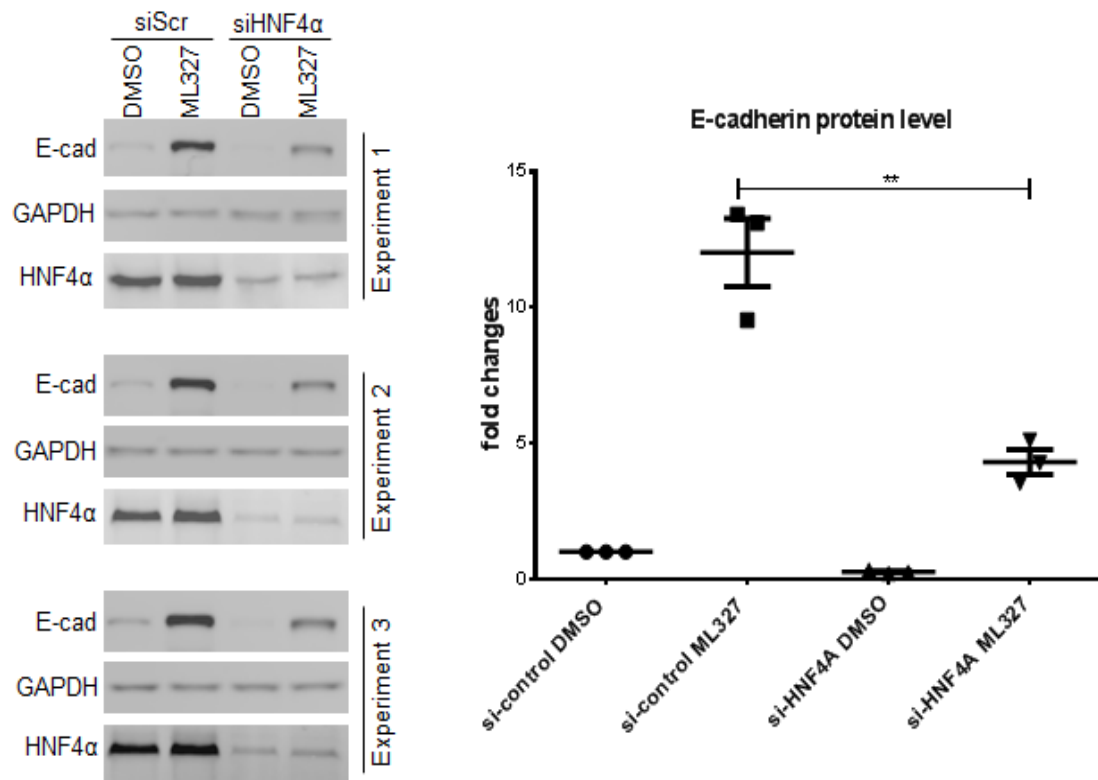 siScr siHNF4α
DMSO ML327 DMSO ML327
E-cad
GAPDH
HNF4α
Experiment 1
E-cad
GAPDH
HNF4α
Experiment 2
E-cad
GAPDH
HNF4α
Experiment 3
E-cadherin protein level
fold changes
15
10
5
0
**
si-control DMSO
si-control ML327
si-HNF4A DMSO
si-HNF4A ML327